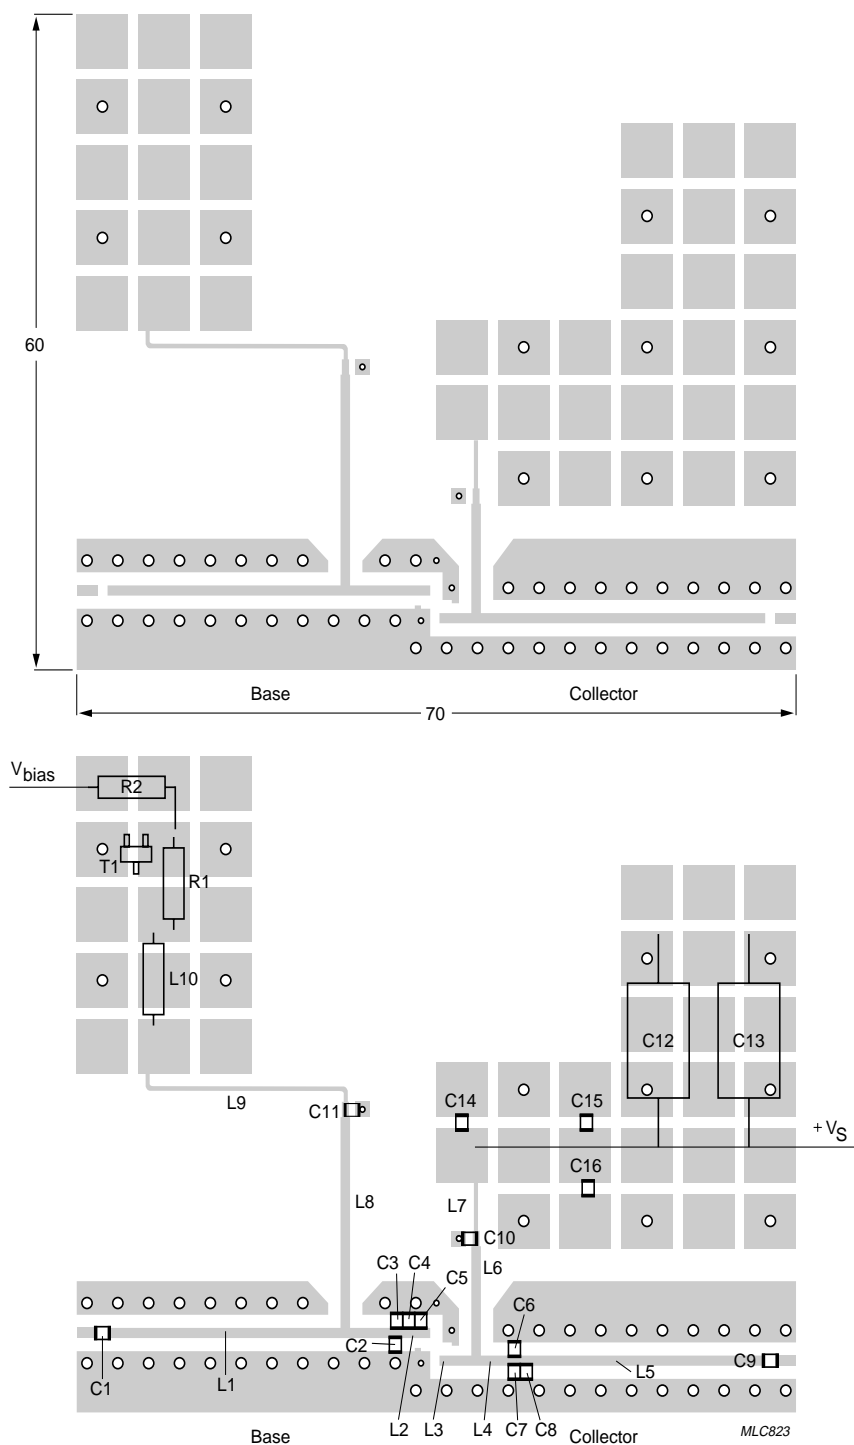 60
Base
Collector
70
Vbias
R2
T1
R1
L10
C12
C13
L9
C11
C14
C15
+ VS
C16
L8
L7
C10
C3
C4
C5
L6
C6
C2
C1
L1
L5
C9
L2
L3
L4
C7
C8
Base
Collector
MLC823